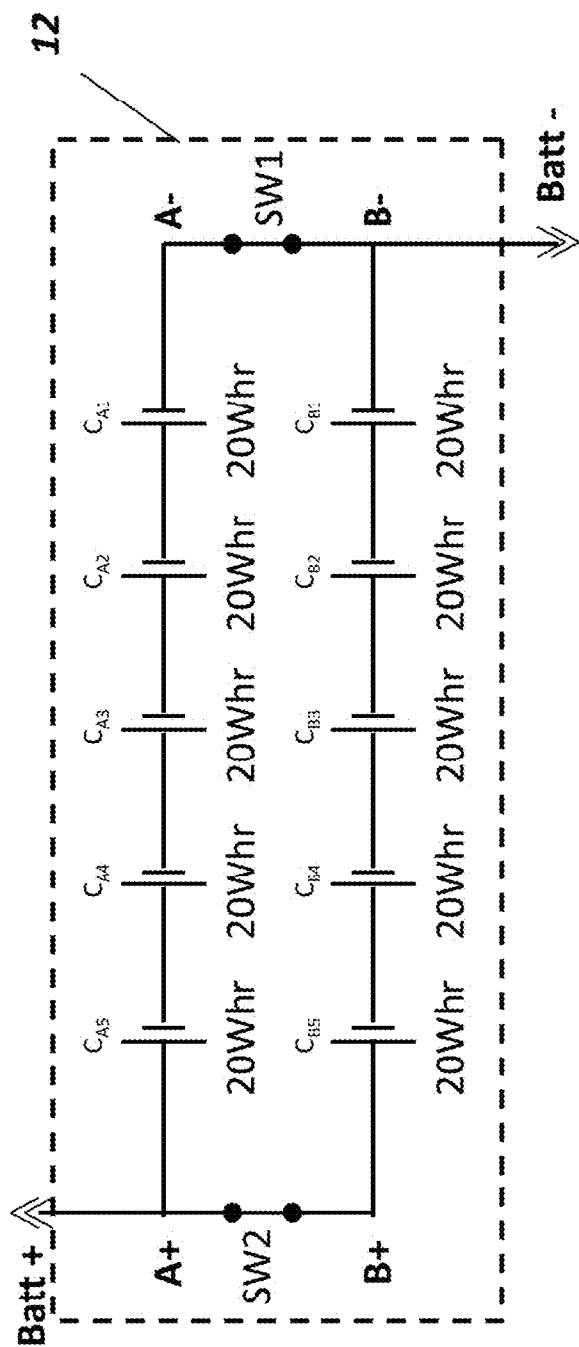 12
Batt +
C_A5 C_A4 C_A3 C_A2 C_A1
A+ A-
20Whr 20Whr 20Whr 20Whr 20Whr
SW2 SW1
C_B5 C_B4 C_B3 C_B2 C_B1
B+ B-
20Whr 20Whr 20Whr 20Whr 20Whr
Batt -